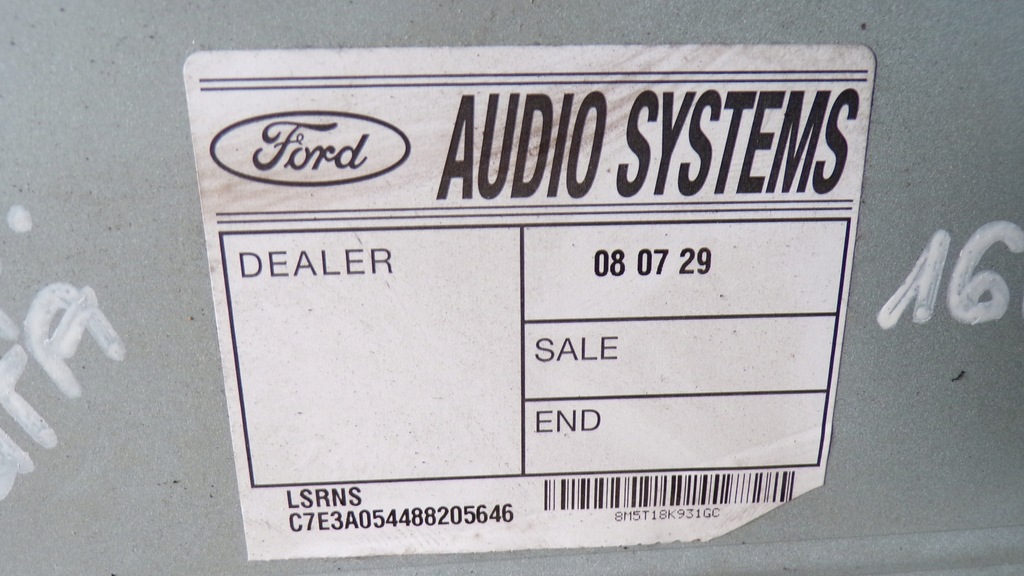 Ford AUDIO SYSTEMS
DEALER
08 07 29
SALE
END
LSRNS
C7E3A054488205646
8M5T18K931GC
16